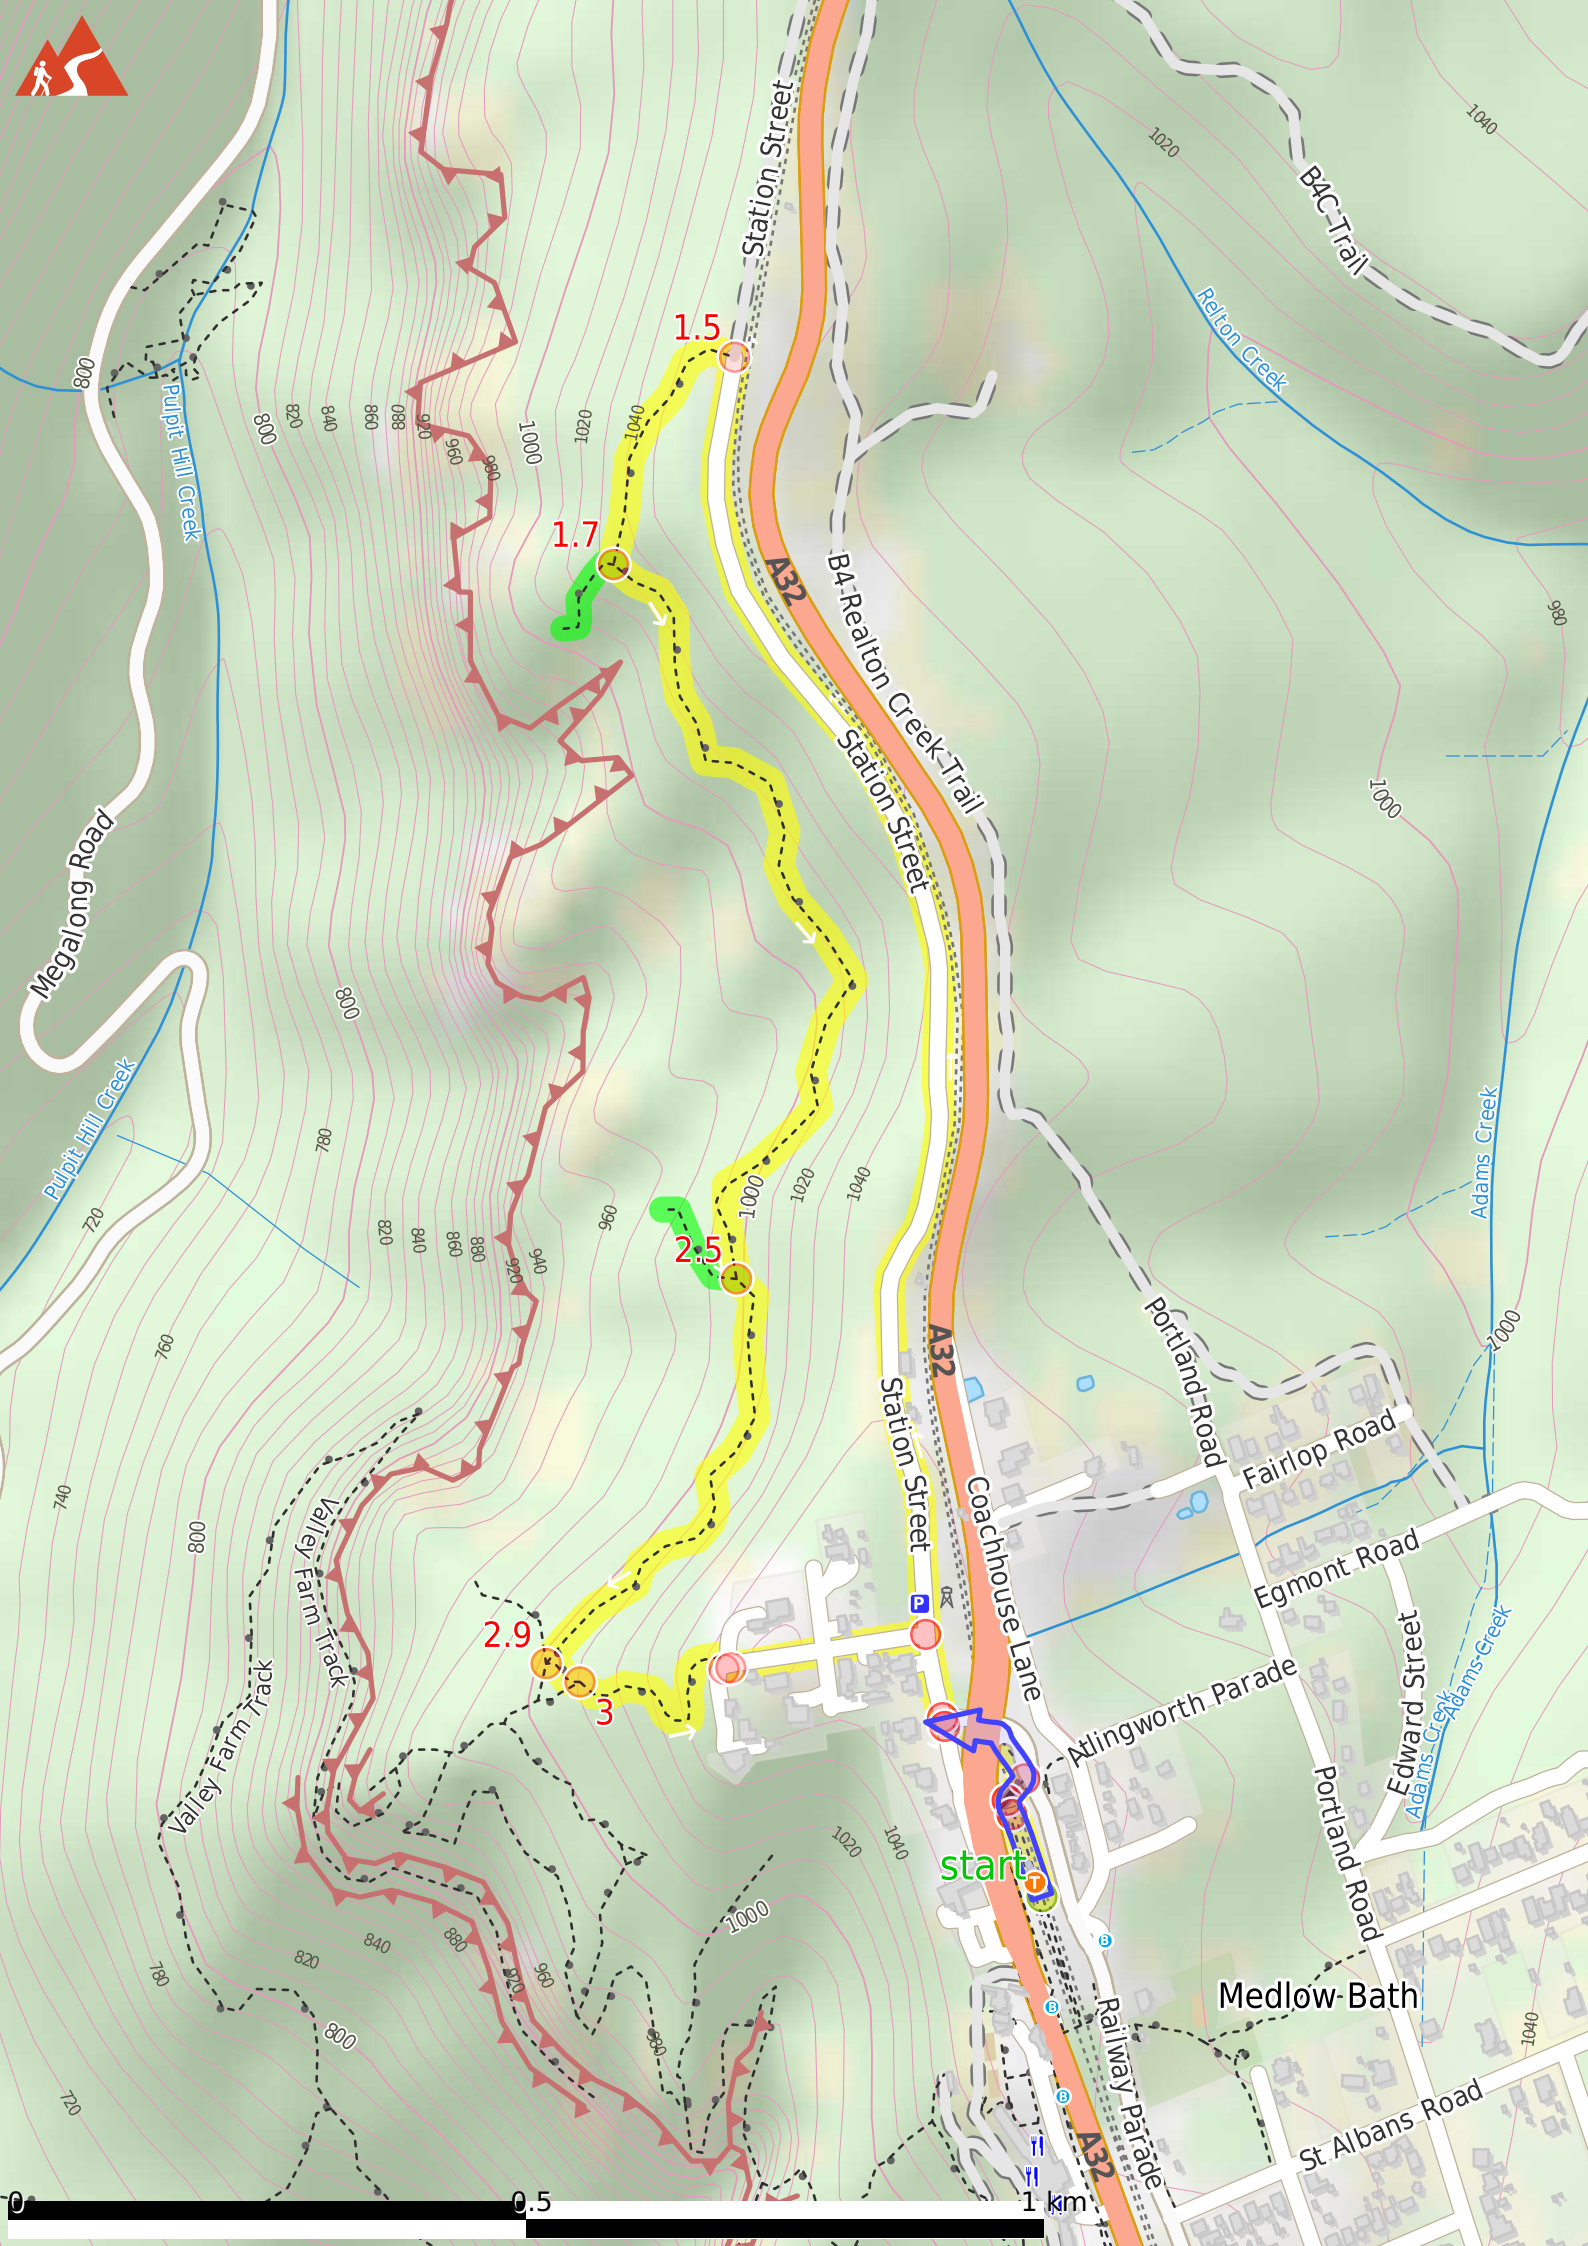 Station Street
B4C Trail
1040
1020
Relton Creek
1.5
800
Pulpit Hill Creek
800
820
840
860
880
920
960
980
1000
1020
1040
1.7
A32
B4 Realton Creek Trail
980
Station Street
1000
Megalong Road
800
Pulpit Hill Creek
780
720
820
840
860
880
920
940
960
2.5
1000
1020
1040
Adams Creek
760
740
800
A32
Portland Road
1000
Station Street
Fairlop Road
Coachhouse Lane
Egmont Road
Valley Farm Track
P
2.9
3
Valley Farm Track
Atlingworth Parade
Edward Street
Adams Creek
Adams Creek
Portland Road
1020
1040
start
T
1000
780
820
840
880
920
960
980
800
720
B
B
B
Medlow Bath
1040
Railway Parade
St Albans Road
A32
0
0.5
1 km